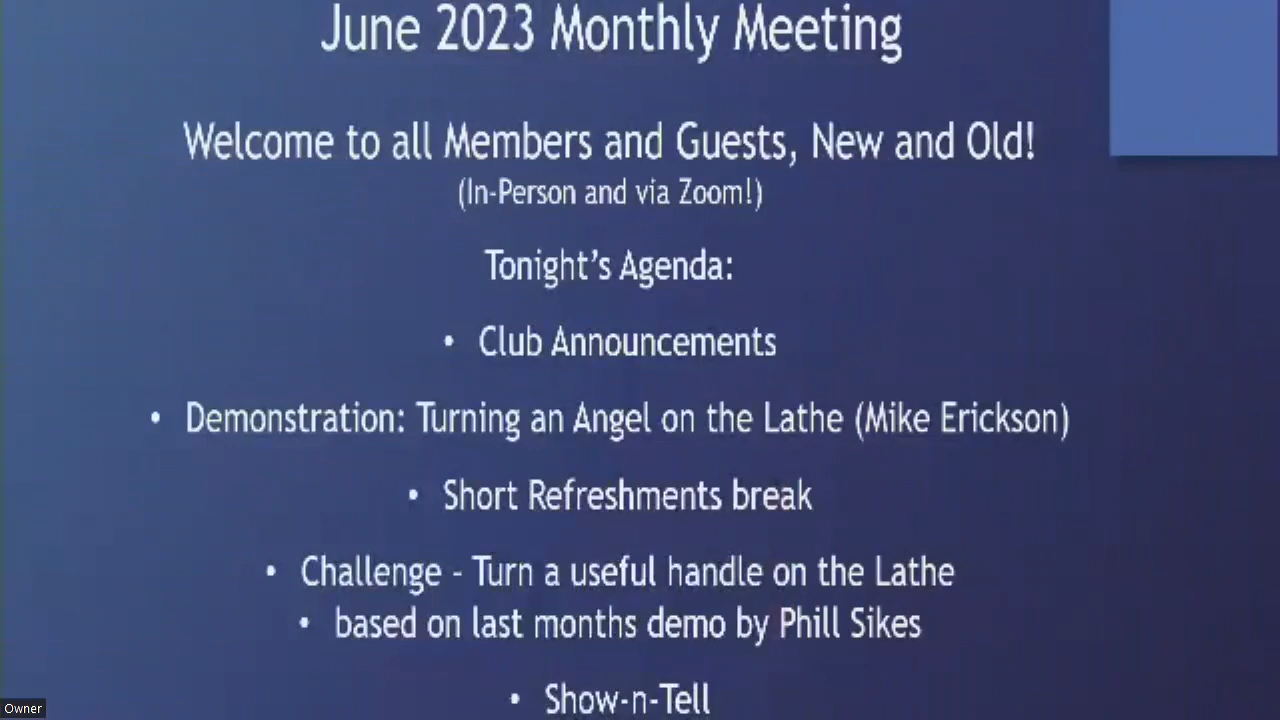 June 2023 Monthly Meeting
Welcome to all Members and Guests, New and Old!
(In-Person and via Zoom!)
Tonight’s Agenda:
• Club Announcements
• Demonstration: Turning an Angel on the Lathe (Mike Erickson)
• Short Refreshments break
• Challenge - Turn a useful handle on the Lathe
• based on last months demo by Phill Sikes
• Show-n-Tell
Owner